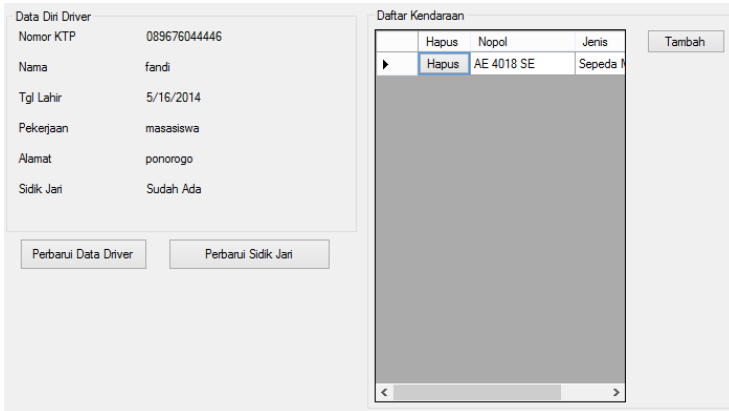 Data Diri Driver
Nomor KTP 089676044446
Nama fandi
Tgl Lahir 5/16/2014
Pekerjaan masasiswa
Alamat ponorogo
Sidik Jari Sudah Ada
Perbarui Data Driver Perbarui Sidik Jari
Daftar Kendaraan
Hapus Nopol Jenis
Hapus AE 4018 SE Sepeda
Tambah